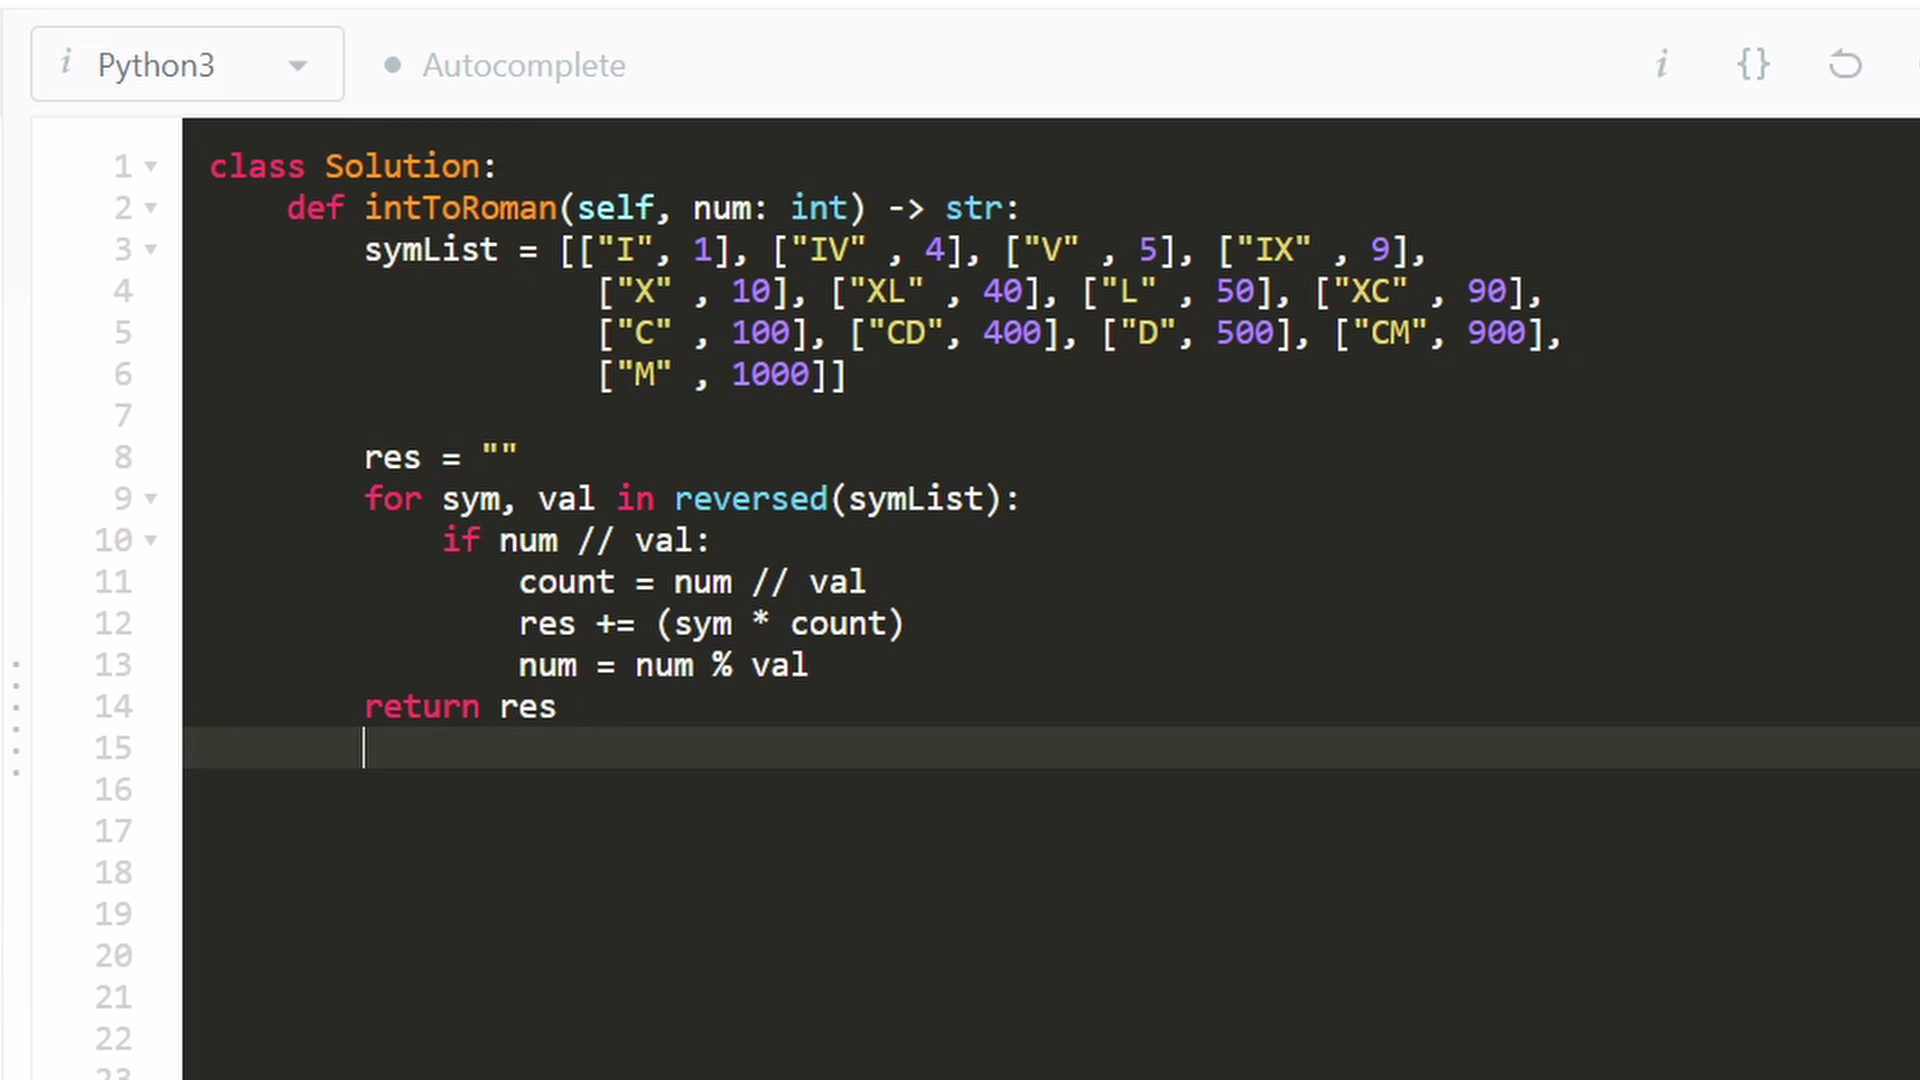 i Python3 Autocomplete i {}
1 class Solution:
2     def intToRoman(self, num: int) -> str:
3         symList = [["I", 1], ["IV" , 4], ["V" , 5], ["IX" , 9],
4                     ["X" , 10], ["XL" , 40], ["L" , 50], ["XC" , 90],
5                     ["C" , 100], ["CD", 400], ["D", 500], ["CM", 900],
6                     ["M" , 1000]]
7
8         res = ""
9         for sym, val in reversed(symList):
10             if num // val:
11                 count = num // val
12                 res += (sym * count)
13                 num = num % val
14         return res
15
16
17
18
19
20
21
22
23